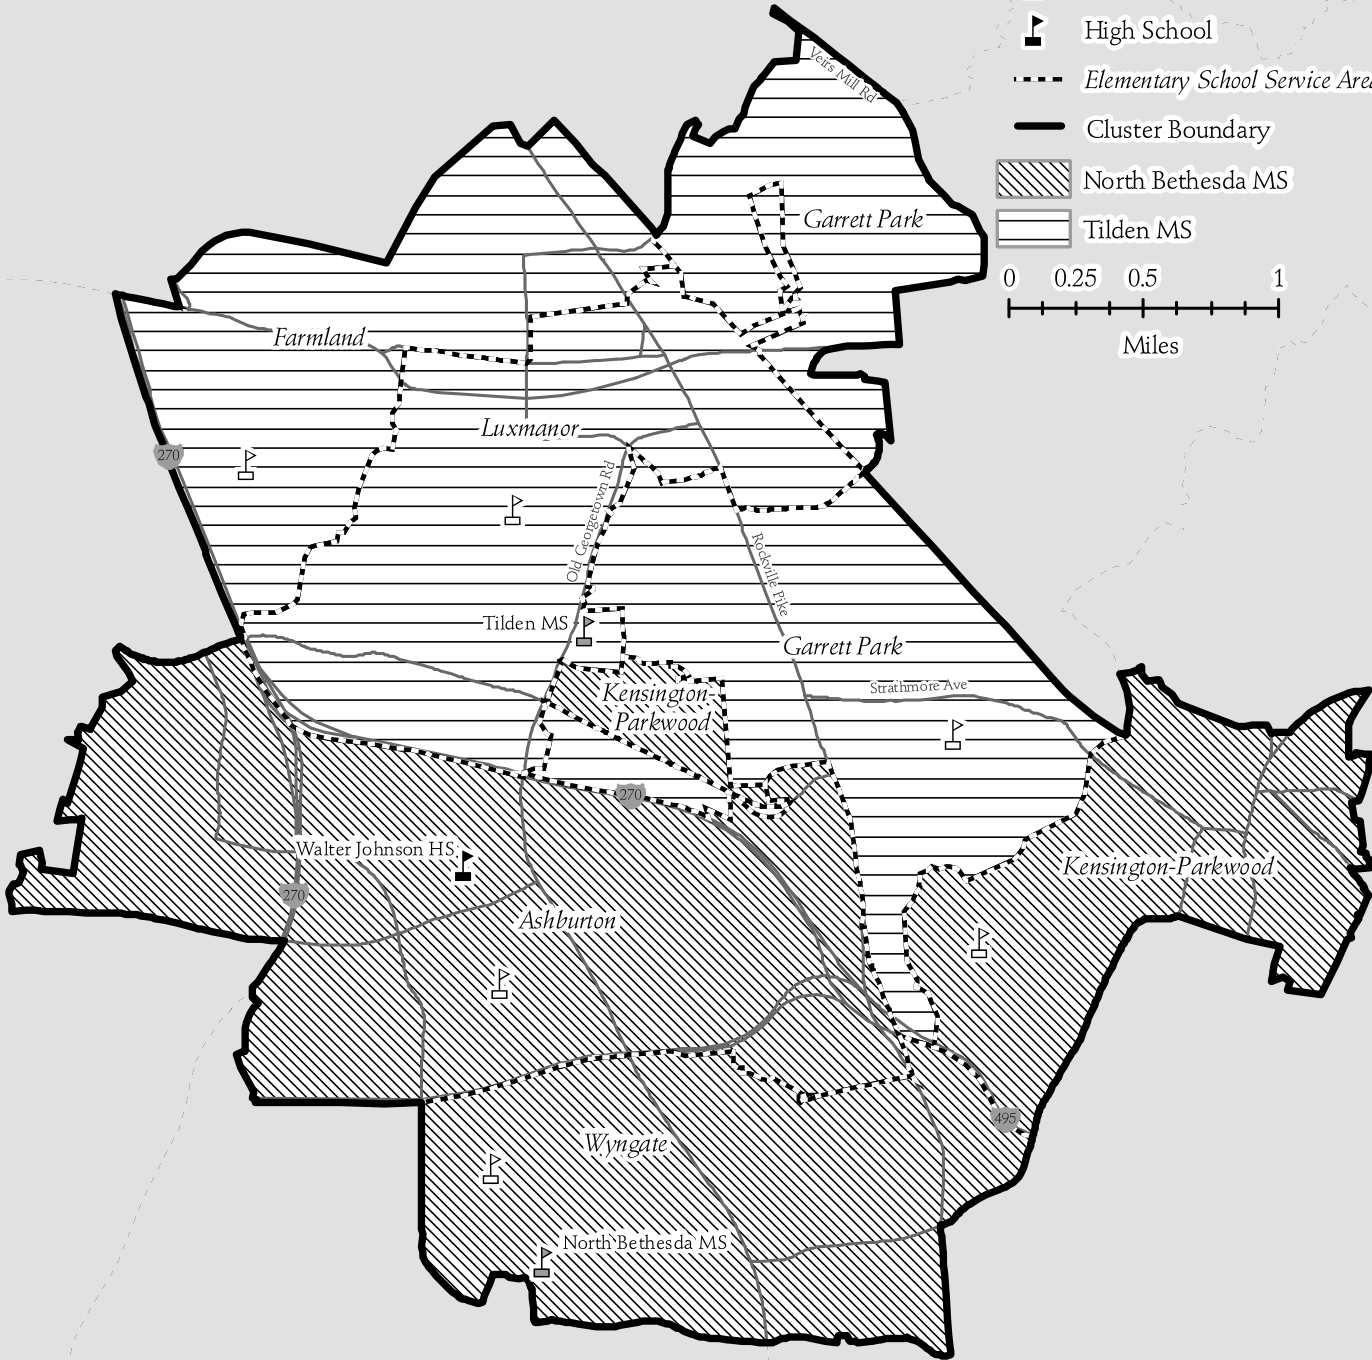 High School
Elementary School Service Area
Cluster Boundary
North Bethesda MS
Tilden MS
0 0.25 0.5 1
Miles
Veirs Mill Rd
Garrett Park
Farmland
Luxmanor
270
Old Georgetown Rd
Rockville Pike
Tilden MS
Garrett Park
Strathmore Ave
Kensington-
Parkwood
270
Walter Johnson HS
270
Kensington-Parkwood
Ashburton
495
Wyngate
North Bethesda MS